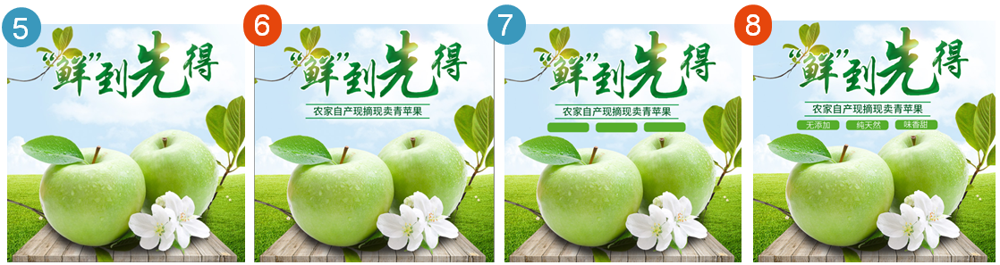 5
“鲜”到先得
6
“鲜”到先得
农家自产现摘现卖青苹果
7
“鲜”到先得
农家自产现摘现卖青苹果
8
“鲜”到先得
农家自产现摘现卖青苹果
无添加 纯天然 味香甜